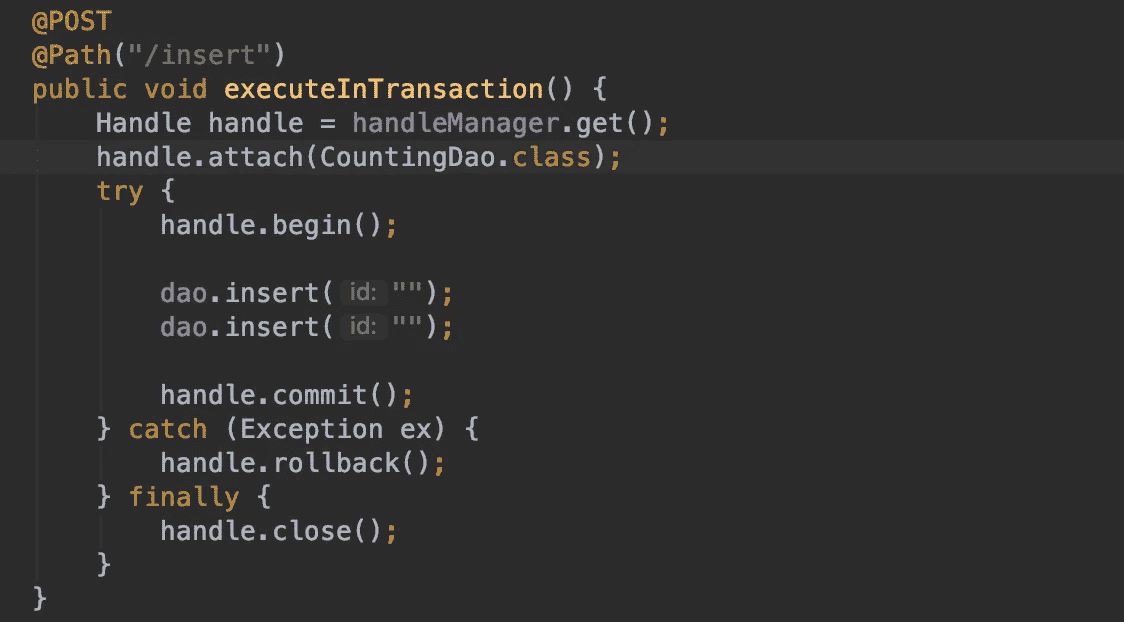 @POST
@Path("/insert")
public void executeInTransaction() {
Handle handle = handleManager.get();
handle.attach(CountingDao.class);
try {
handle.begin();
dao.insert( id: "");
dao.insert( id: "");
handle.commit();
} catch (Exception ex) {
handle.rollback();
} finally {
handle.close();
}
}